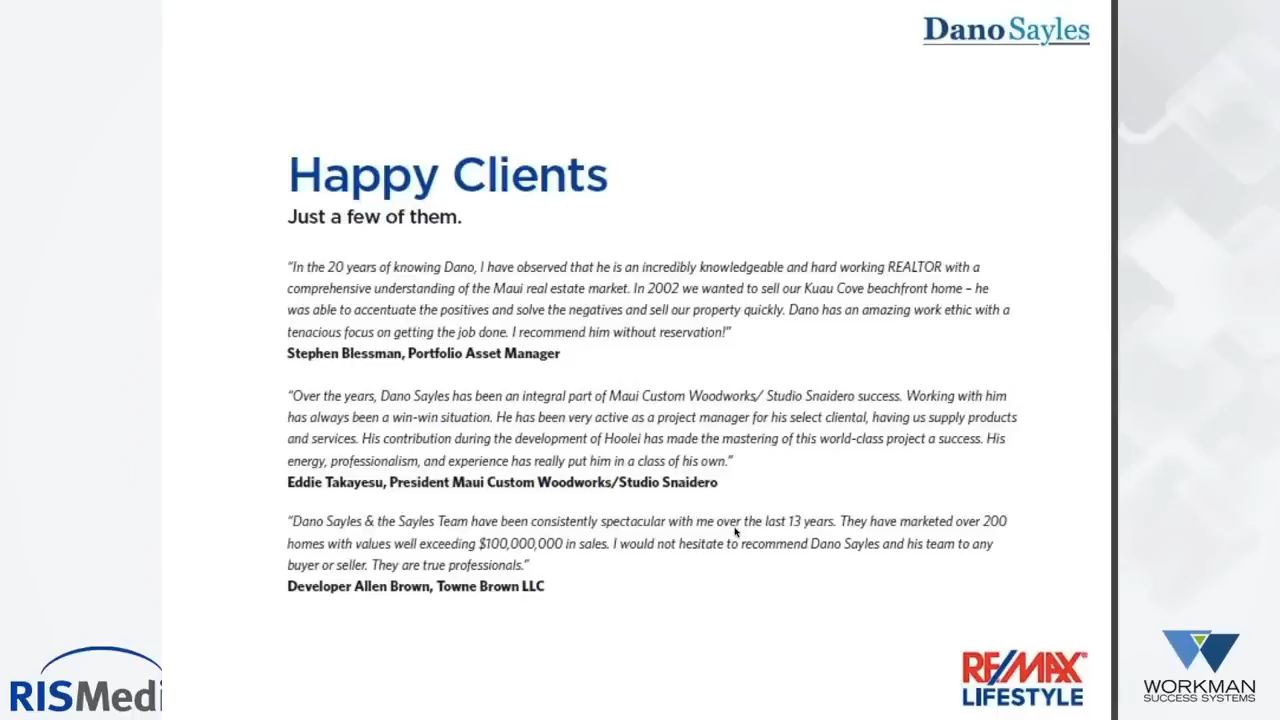 Dano Sayles
Happy Clients
Just a few of them.
“In the 20 years of knowing Dano, I have observed that he is an incredibly knowledgeable and hard working REALTOR with a
comprehensive understanding of the Maui real estate market. In 2002 we wanted to sell our Kuau Cove beachfront home – he
was able to accentuate the positives and solve the negatives and sell our property quickly. Dano has an amazing work ethic with a
tenacious focus on getting the job done. I recommend him without reservation!”
Stephen Blessman, Portfolio Asset Manager
“Over the years, Dano Sayles has been an integral part of Maui Custom Woodworks/ Studio Snaidero success. Working with him
has always been a win-win situation. He has been very active as a project manager for his select cliental, having us supply products
and services. His contribution during the development of Hoolei has made the mastering of this world-class project a success. His
energy, professionalism, and experience has really put him in a class of his own.”
Eddie Takayesu, President Maui Custom Woodworks/Studio Snaidero
“Dano Sayles & the Sayles Team have been consistently spectacular with me over the last 13 years. They have marketed over 200
homes with values well exceeding $100,000,000 in sales. I would not hesitate to recommend Dano Sayles and his team to any
buyer or seller. They are true professionals.”
Developer Allen Brown, Towne Brown LLC
RISMedi
RE/MAX
LIFESTYLE
WORKMAN
SUCCESS SYSTEMS